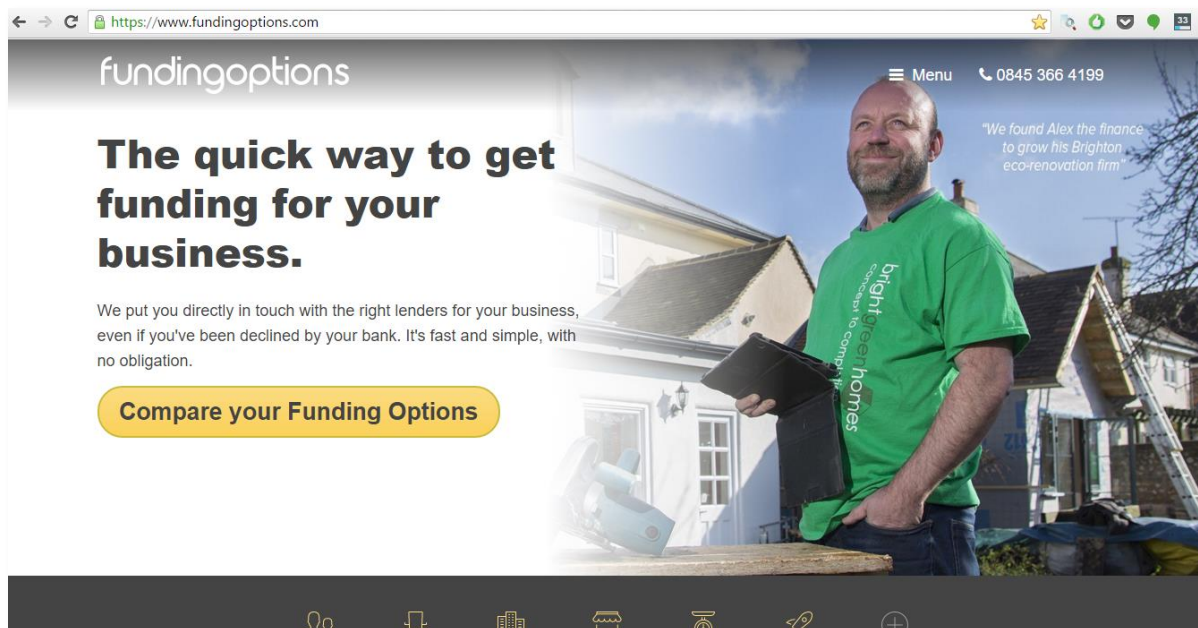 https://www.fundingoptions.com
33
fundingoptions
Menu
0845 366 4199
"We found Alex the finance
to grow his Brighton
eco-renovation firm"
The quick way to get
funding for your
business.
We put you directly in touch with the right lenders for your business,
even if you've been declined by your bank. It's fast and simple, with
no obligation.
Compare your Funding Options
brightgreenhomes
concept to completion